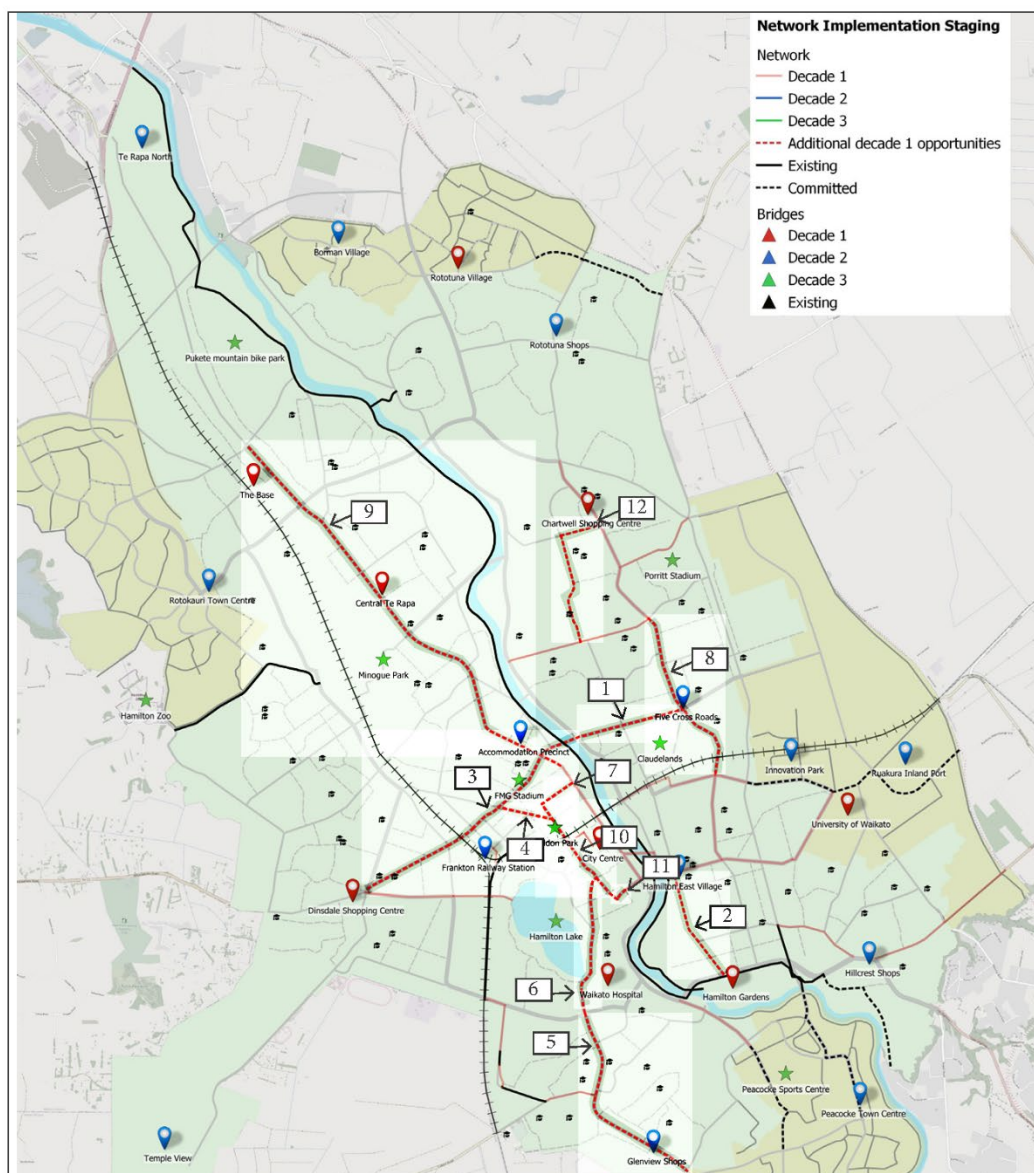 Network Implementation Staging
Network
Decade 1
Decade 2
Decade 3
Additional decade 1 opportunities
Existing
Committed
Bridges
Decade 1
Decade 2
Decade 3
Existing
Te Rapa North
Borman Village
Rototuna Village
Rototuna Shops
Pukete mountain bike park
The Base
9
Chartwell Shopping Centre
12
Porritt Stadium
Rotokauri Town Centre
Central Te Rapa
Minogue Park
8
1
Hamilton Zoo
Five Cross Roads
Accommodation Precinct
Claudelands
Innovation Park
Ruakura Inland Port
7
3
FMG Stadium
University of Waikato
4
10
City Centre
Frankton Railway Station
11
Hamilton East Village
Dinsdale Shopping Centre
Hamilton Lake
2
Hillcrest Shops
6
Waikato Hospital
Hamilton Gardens
5
Peacocke Sports Centre
Peacocke Town Centre
Temple View
Glenview Shops